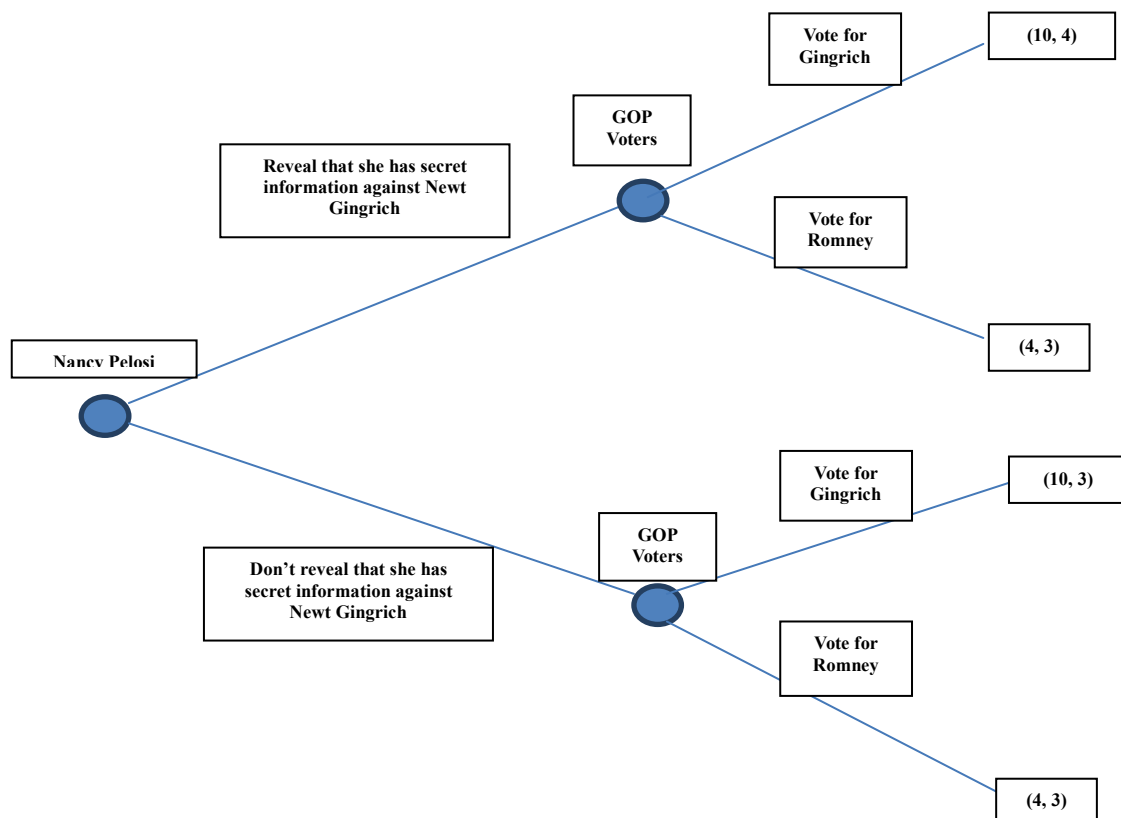 Vote for
Gingrich
(10, 4)
GOP
Voters
Reveal that she has secret
information against Newt
Gingrich
Vote for
Romney
(4, 3)
Nancy Pelosi
Vote for
Gingrich
(10, 3)
GOP
Voters
Don’t reveal that she has
secret information against
Newt Gingrich
Vote for
Romney
(4, 3)